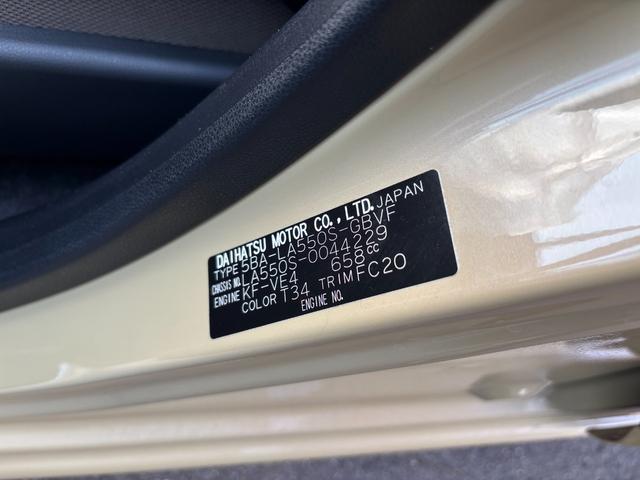 DAIHATSU MOTOR CO., LTD. JAPAN
TYPE 5BA-LA550S-GBVF
CHASSIS NO. LA550S-0044229
ENGINE KF-VE4 658cc
COLOR T34 TRIM FC20
ENGINE NO.